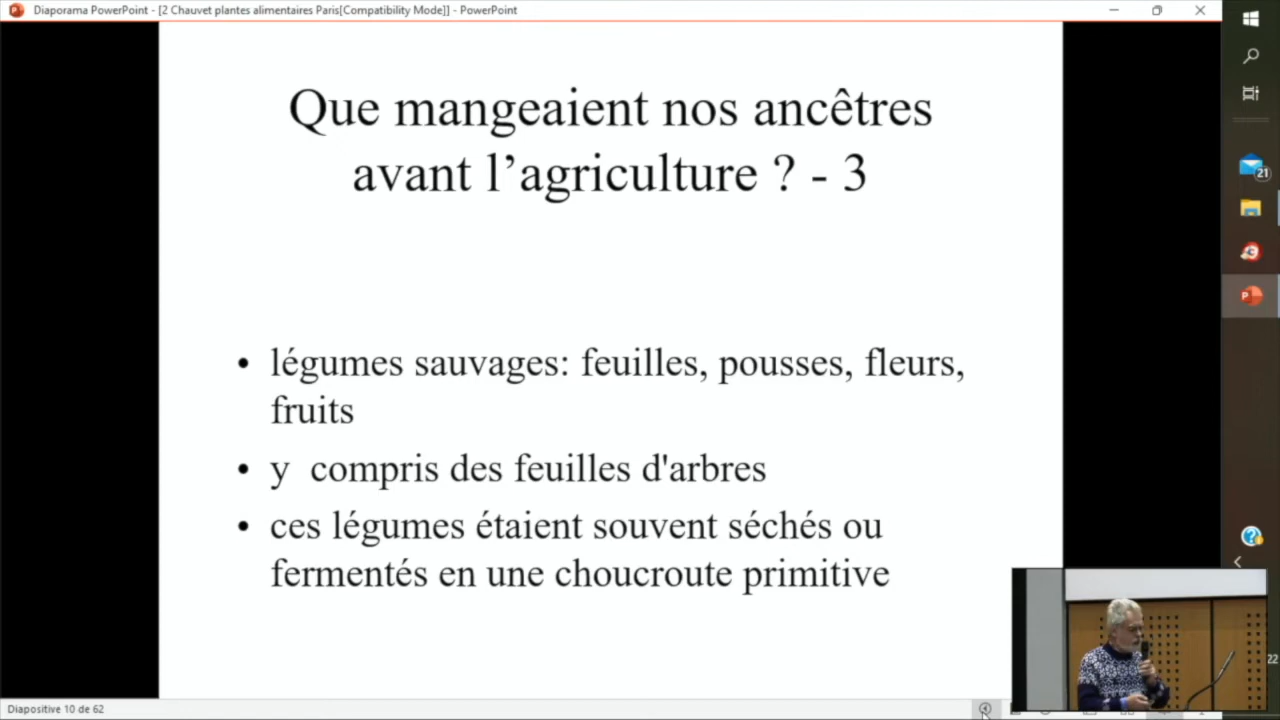 Diaporama PowerPoint - [2 Chauvet plantes alimentaires Paris[Compatibility Mode]] - PowerPoint
Que mangeaient nos ancêtres
avant l’agriculture ? - 3
• légumes sauvages: feuilles, pousses, fleurs,
fruits
• y  compris des feuilles d'arbres
• ces légumes étaient souvent séchés ou
fermentés en une choucroute primitive
21
22
Diapositive 10 de 62